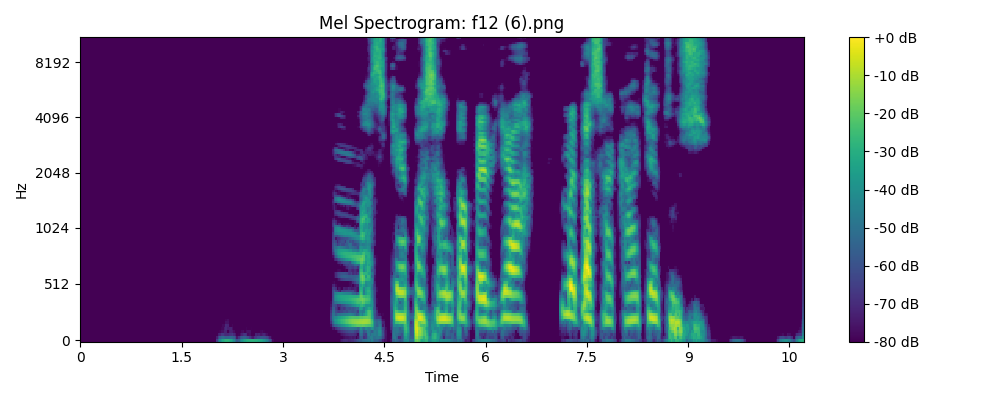 Mel Spectrogram: f12 (6).png
8192
4096
2048
1024
512
0
Hz
0 1.5 3 4.5 6 7.5 9 10
Time
+0 dB
-10 dB
-20 dB
-30 dB
-40 dB
-50 dB
-60 dB
-70 dB
-80 dB